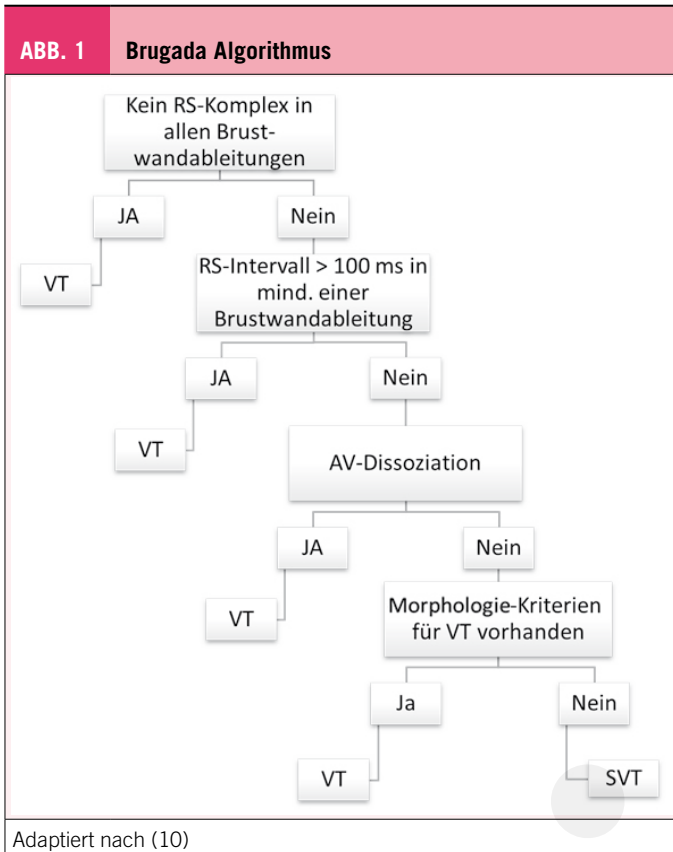 ABB. 1 Brugada Algorithmus
Kein RS-Komplex in
allen Brust-
wandableitungen
JA Nein
VT
RS-Intervall > 100 ms in
mind. einer
Brustwandableitung
JA Nein
VT
AV-Dissoziation
JA Nein
VT
Morphologie-Kriterien
für VT vorhanden
Ja Nein
VT SVT
Adaptiert nach (10)